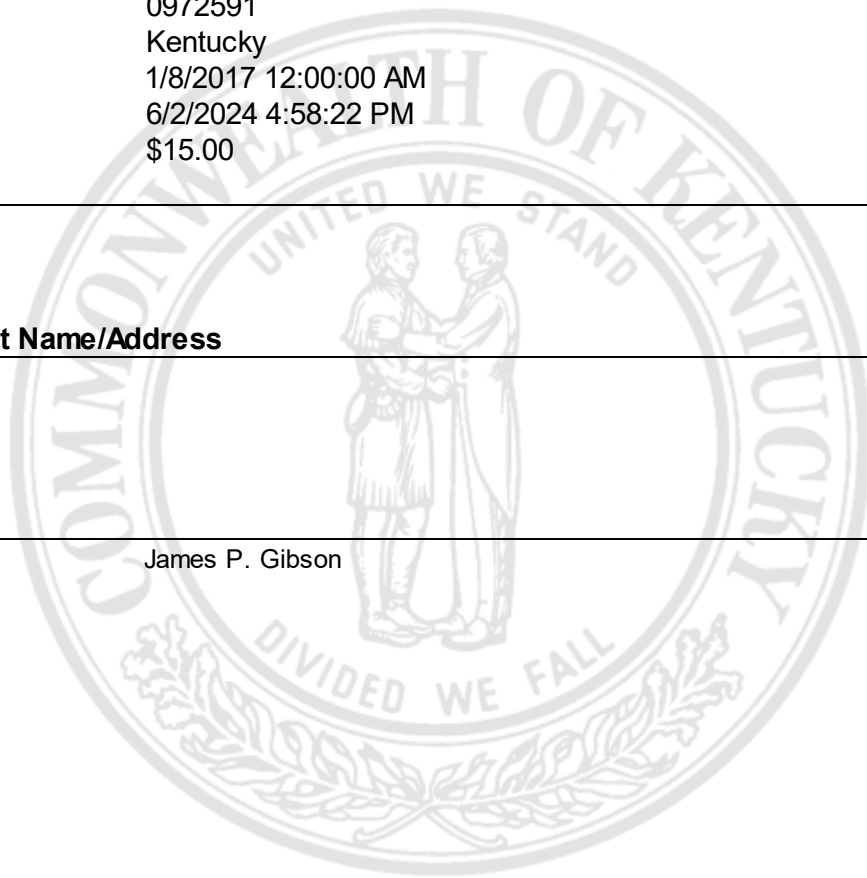 0972591
Kentucky
1/8/2017 12:00:00 AM
6/2/2024 4:58:22 PM
$15.00
t Name/Address
James P. Gibson
COMMONWEALTH OF KENTUCKY
UNITED WE STAND
DIVIDED WE FALL